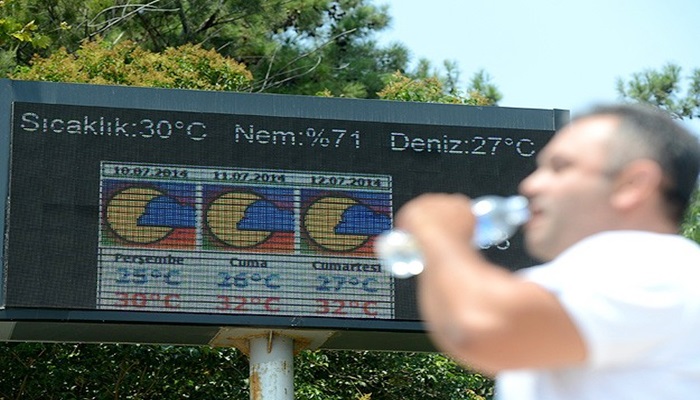 Sıcaklık:30°C Nem:%71 Deniz:27°C
10.07.2014 11.07.2014 12.07.2014
Perşembe Cuma Cumartesi
25°C 26°C 27°C
30°C 32°C 32°C